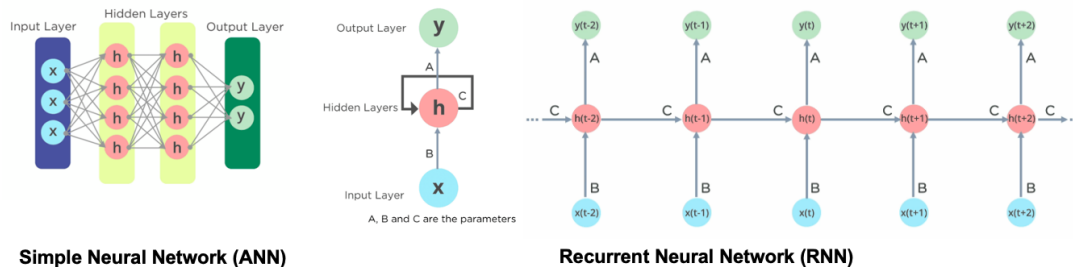 Input Layer
Hidden Layers
Output Layer
x
x
x
h
h
h
h
h
h
h
h
y
y
Simple Neural Network (ANN)
Output Layer
y
A
Hidden Layers
h
C
B
Input Layer
x
A, B and C are the parameters
y(t-2) y(t-1) y(t) y(t+1) y(t+2)
A A A A A
... C h(t-2) C h(t-1) C h(t) C h(t+1) C h(t+2) C ...
B B B B B
x(t-2) x(t-1) x(t) x(t+1) x(t+2)
Recurrent Neural Network (RNN)